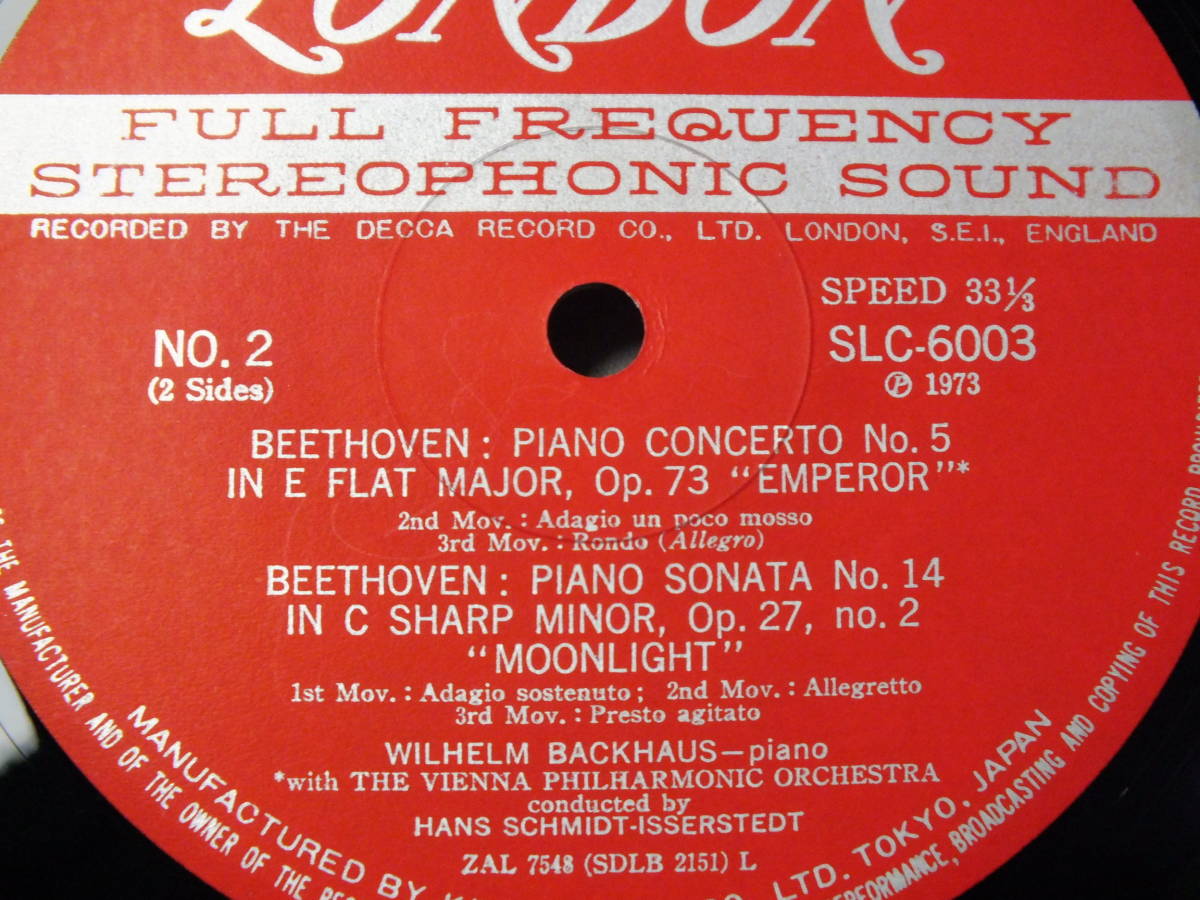 LONDON
FULL FREQUENCY
STEREOPHONIC SOUND
RECORDED BY THE DECCA RECORD CO., LTD. LONDON, S.E.I., ENGLAND
SPEED 33⅓
NO. 2
SLC-6003
(2 Sides)
Ⓟ 1973
BEETHOVEN : PIANO CONCERTO No. 5
IN E FLAT MAJOR, Op. 73 “EMPEROR”*
2nd Mov. : Adagio un poco mosso
3rd Mov. : Rondo (Allegro)
BEETHOVEN : PIANO SONATA No. 14
IN C SHARP MINOR, Op. 27, no. 2
“MOONLIGHT”
1st Mov. : Adagio sostenuto ; 2nd Mov. : Allegretto
3rd Mov. : Presto agitato
WILHELM BACKHAUS—piano
*with THE VIENNA PHILHARMONIC ORCHESTRA
conducted by
HANS SCHMIDT-ISSERSTEDT
ZAL 7548 (SDLB 2151) L
MANUFACTURED BY LTD. TOKYO, JAPAN
THE MANUFACTURER AND OF THE OWNER OF THE PERFORMANCE, BROADCASTING AND COPYING OF THIS RECORD